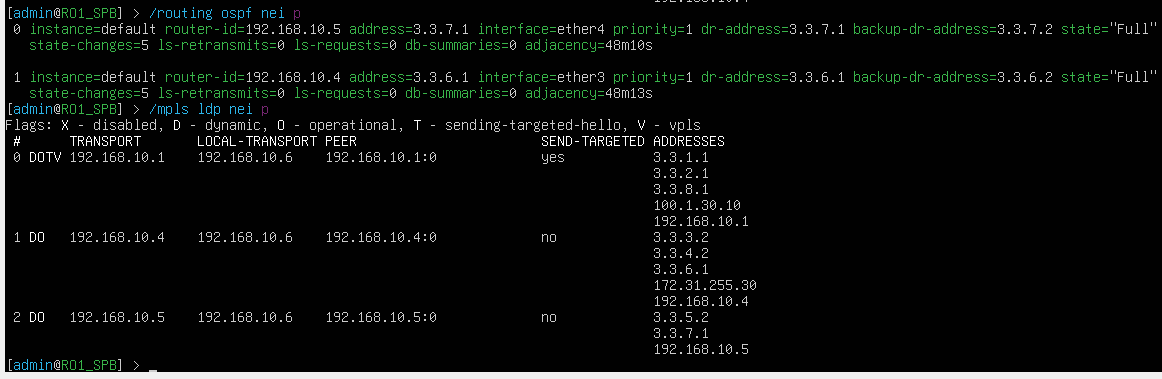 [admin@RO1_SPB] > /routing ospf nei p
0 instance=default router-id=192.168.10.5 address=3.3.7.1 interface=ether4 priority=1 dr-address=3.3.7.1 backup-dr-address=3.3.7.2 state="Full"
state-changes=5 ls-retransmits=0 ls-requests=0 db-summaries=0 adjacency=48m10s
1 instance=default router-id=192.168.10.4 address=3.3.6.1 interface=ether3 priority=1 dr-address=3.3.6.1 backup-dr-address=3.3.6.2 state="Full"
state-changes=5 ls-retransmits=0 ls-requests=0 db-summaries=0 adjacency=48m13s
[admin@RO1_SPB] > /mpls ldp nei p
Flags: X - disabled, D - dynamic, O - operational, T - sending-targeted-hello, V - vpls
# TRANSPORT LOCAL-TRANSPORT PEER SEND-TARGETED ADDRESSES
0 DOTV 192.168.10.1 192.168.10.6 192.168.10.1:0 yes 3.3.1.1
3.3.2.1
3.3.8.1
100.1.30.10
192.168.10.1
1 DO 192.168.10.4 192.168.10.6 192.168.10.4:0 no 3.3.3.2
3.3.4.2
3.3.6.1
172.31.255.30
192.168.10.4
2 DO 192.168.10.5 192.168.10.6 192.168.10.5:0 no 3.3.5.2
3.3.7.1
192.168.10.5
[admin@RO1_SPB] > _